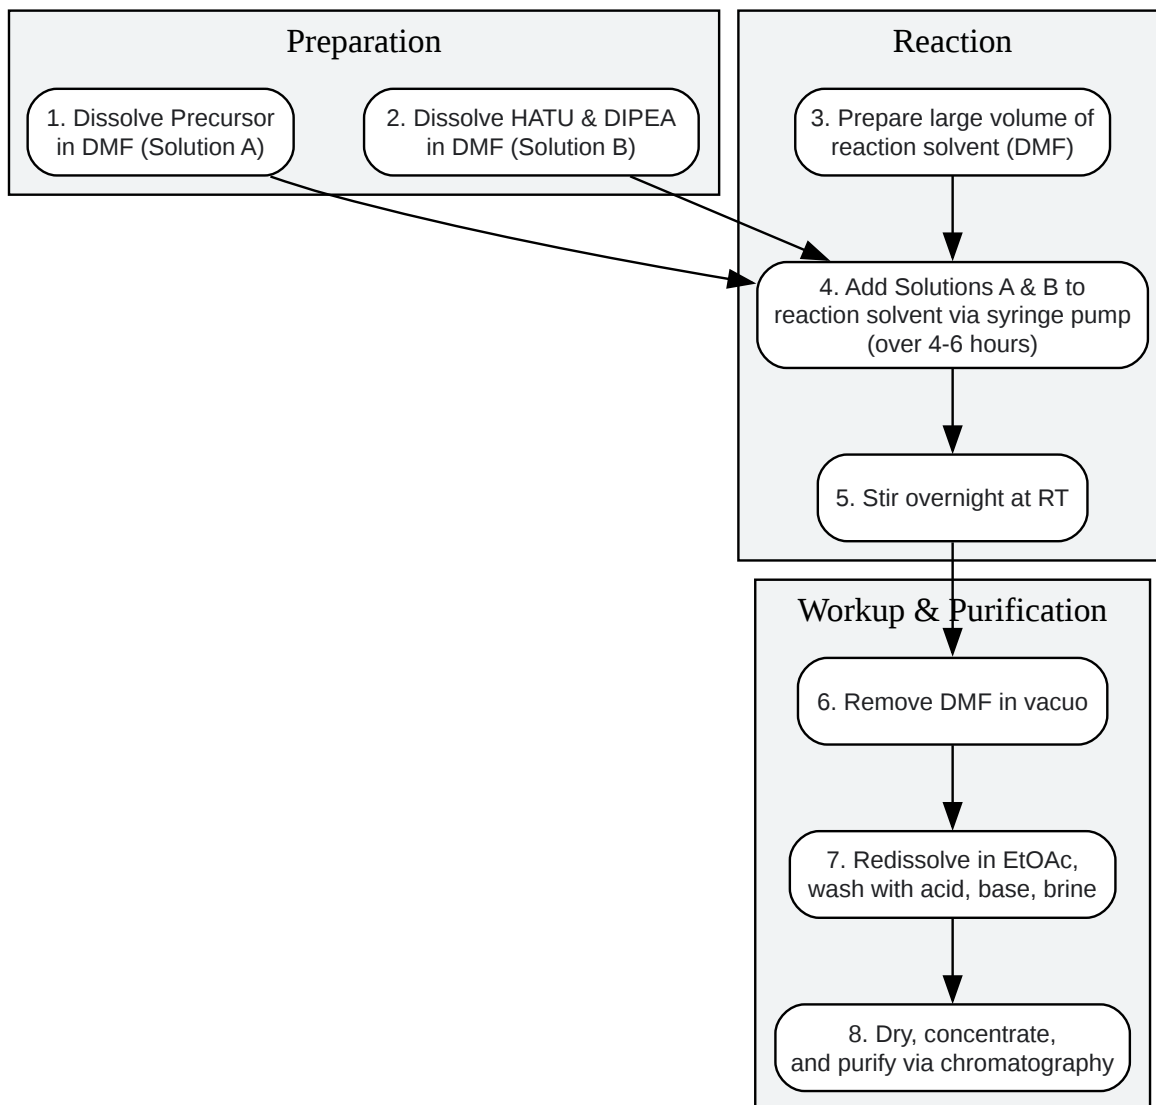 Preparation
1. Dissolve Precursor
in DMF (Solution A)
2. Dissolve HATU & DIPEA
in DMF (Solution B)
Reaction
3. Prepare large volume of
reaction solvent (DMF)
4. Add Solutions A & B to
reaction solvent via syringe pump
(over 4-6 hours)
5. Stir overnight at RT
Workup & Purification
6. Remove DMF in vacuo
7. Redissolve in EtOAc,
wash with acid, base, brine
8. Dry, concentrate,
and purify via chromatography